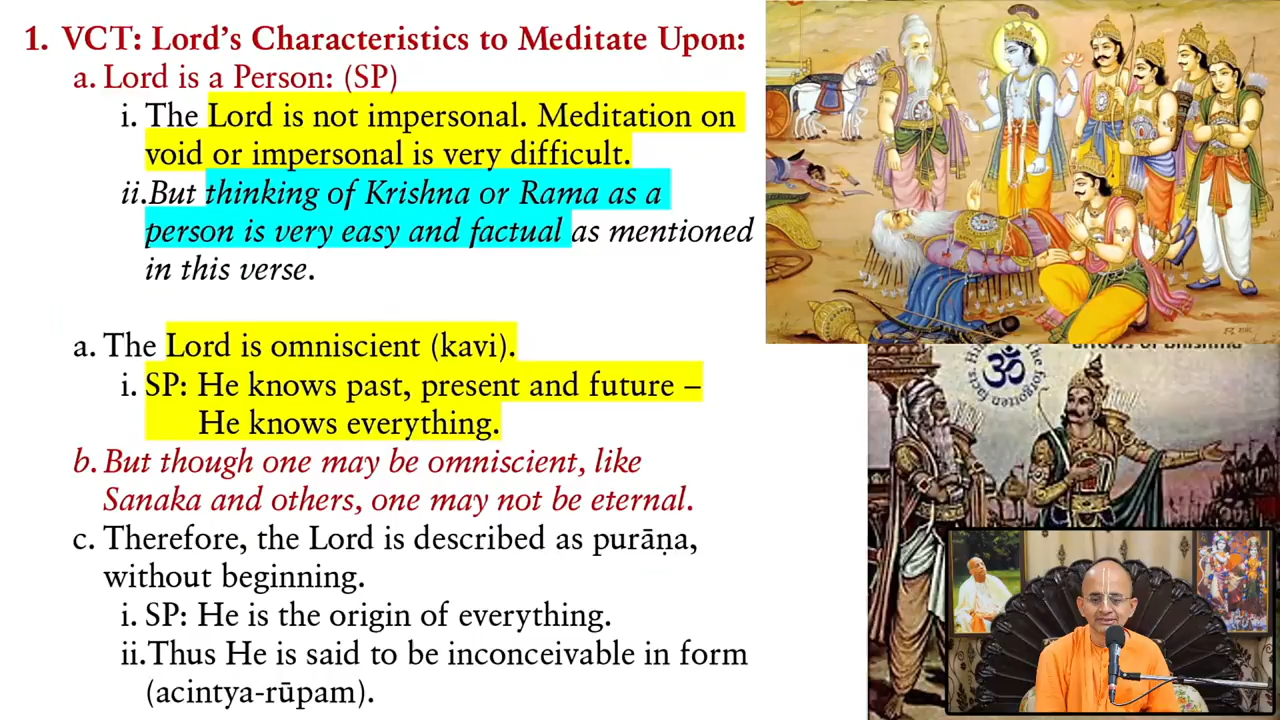 1. VCT: Lord's Characteristics to Meditate Upon:
a. Lord is a Person: (SP)
i. The Lord is not impersonal. Meditation on
void or impersonal is very difficult.
ii.But thinking of Krishna or Rama as a
person is very easy and factual as mentioned
in this verse.
a. The Lord is omniscient (kavi).
i. SP: He knows past, present and future –
He knows everything.
b. But though one may be omniscient, like
Sanaka and others, one may not be eternal.
c. Therefore, the Lord is described as purāṇa,
without beginning.
i. SP: He is the origin of everything.
ii.Thus He is said to be inconceivable in form
(acintya-rūpam).
ॐ
The forgotten facts